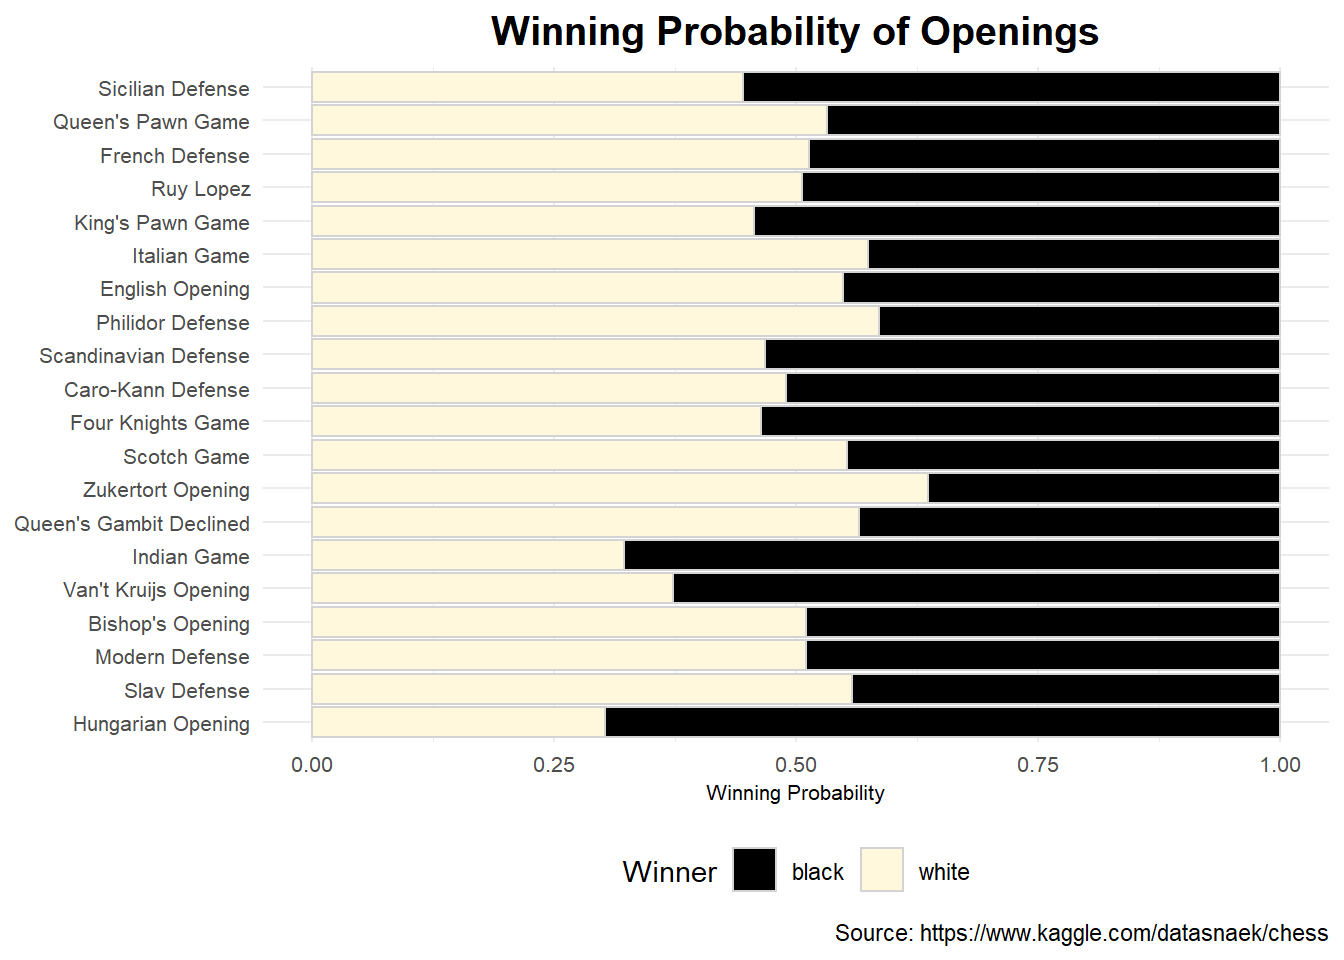 Winning Probability of Openings
Sicilian Defense
Queen's Pawn Game
French Defense
Ruy Lopez
King's Pawn Game
Italian Game
English Opening
Philidor Defense
Scandinavian Defense
Caro-Kann Defense
Four Knights Game
Scotch Game
Zukertort Opening
Queen's Gambit Declined
Indian Game
Van't Kruijs Opening
Bishop's Opening
Modern Defense
Slav Defense
Hungarian Opening
0.00 0.25 0.50 0.75 1.00
Winning Probability
Winner black white
Source: https://www.kaggle.com/datasnaek/chess